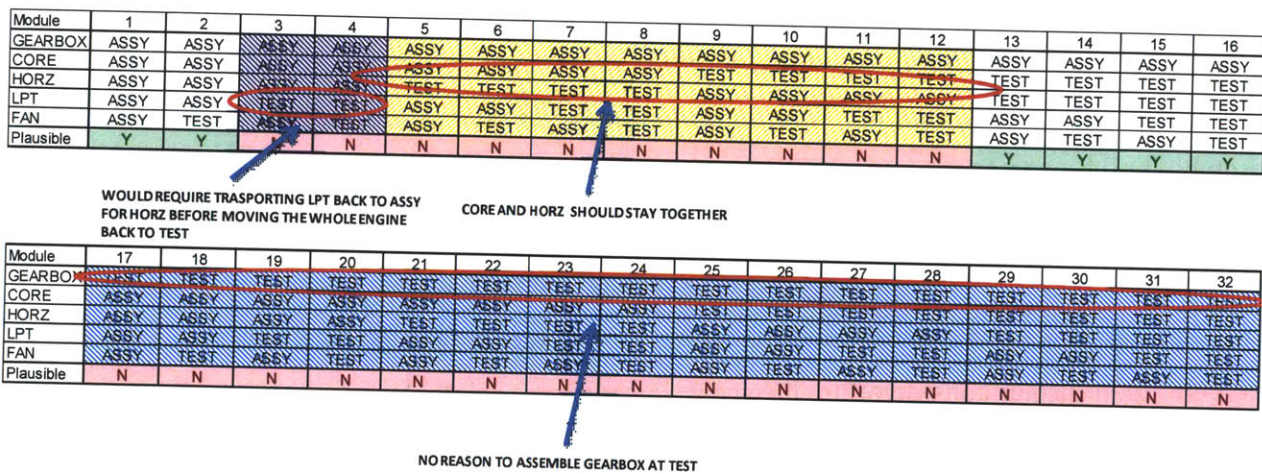 Module 1 2 3 4 5 6 7 8 9 10 11 12 13 14 15 16
GEARBOX ASSY ASSY ASSY ASSY ASSY ASSY ASSY ASSY ASSY ASSY ASSY ASSY ASSY ASSY ASSY ASSY
CORE ASSY ASSY ASSY ASSY ASSY ASSY ASSY ASSY TEST TEST TEST TEST TEST TEST TEST TEST
HORZ ASSY ASSY ASSY ASSY TEST TEST TEST TEST ASSY ASSY ASSY ASSY TEST TEST TEST TEST
LPT ASSY ASSY TEST TEST ASSY ASSY TEST TEST ASSY ASSY TEST TEST ASSY ASSY TEST TEST
FAN ASSY TEST ASSY TEST ASSY TEST ASSY TEST ASSY TEST ASSY TEST ASSY TEST ASSY TEST
Plausible Y Y N N N N N N N N N Y Y Y Y
WOULD REQUIRE TRASPORTING LPT BACK TO ASSY
FOR HORZ BEFORE MOVING THE WHOLE ENGINE
BACK TO TEST
CORE AND HORZ SHOULD STAY TOGETHER
Module 17 18 19 20 21 22 23 24 25 26 27 28 29 30 31 32
GEARBOX TEST TEST TEST TEST TEST TEST TEST TEST TEST TEST TEST TEST TEST TEST TEST TEST
CORE ASSY ASSY ASSY ASSY ASSY ASSY ASSY ASSY TEST TEST TEST TEST TEST TEST TEST TEST
HORZ ASSY ASSY ASSY ASSY TEST TEST TEST TEST ASSY ASSY ASSY ASSY TEST TEST TEST TEST
LPT ASSY ASSY TEST TEST ASSY ASSY TEST TEST ASSY ASSY TEST TEST ASSY ASSY TEST TEST
FAN ASSY TEST ASSY TEST ASSY TEST ASSY TEST ASSY TEST ASSY TEST ASSY TEST ASSY TEST
Plausible N N N N N N N N N N N N N N N N
NO REASON TO ASSEMBLE GEARBOX AT TEST